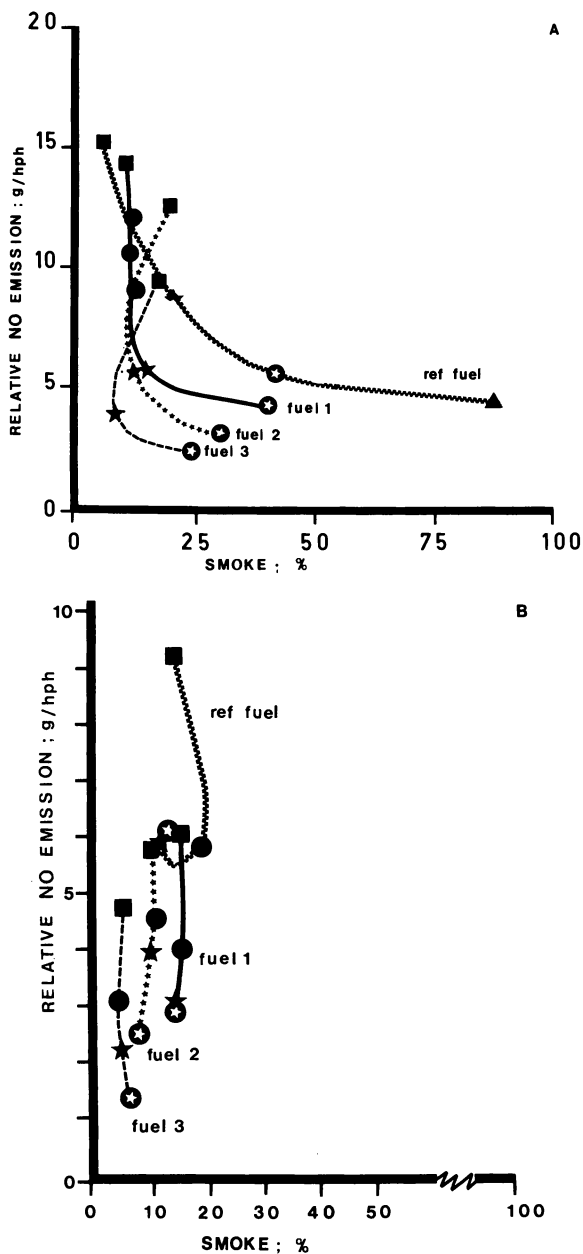 20
A
15
10
5
0
RELATIVE NO EMISSION ; g/hph
ref fuel
fuel 1
fuel 2
fuel 3
0
25
50
75
100
SMOKE ; %
10
B
5
0
RELATIVE NO EMISSION ; g/hph
ref fuel
fuel 1
fuel 2
fuel 3
0
10
20
30
40
50
100
SMOKE ; %